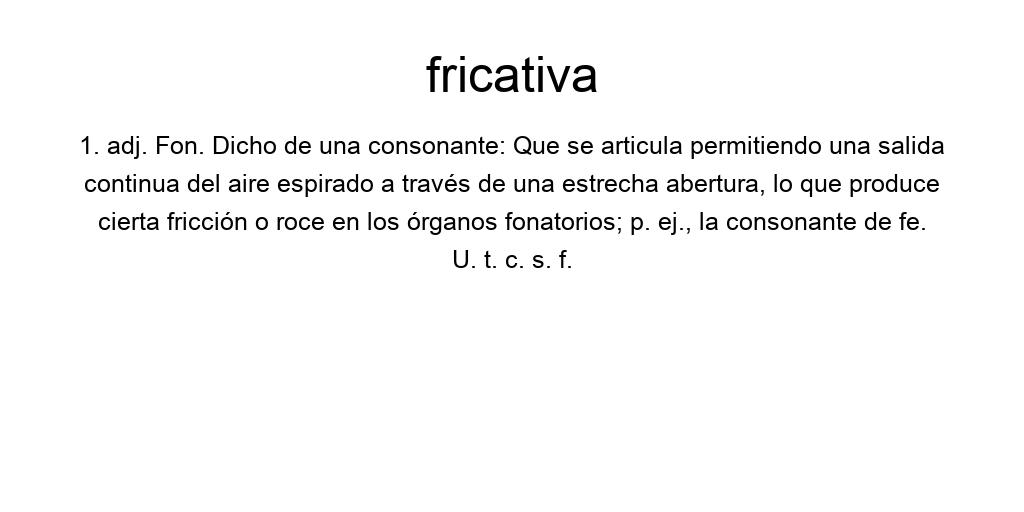 fricativa
1. adj. Fon. Dicho de una consonante: Que se articula permitiendo una salida
continua del aire espirado a través de una estrecha abertura, lo que produce
cierta fricción o roce en los órganos fonatorios; p. ej., la consonante de fe.
U. t. c. s. f.